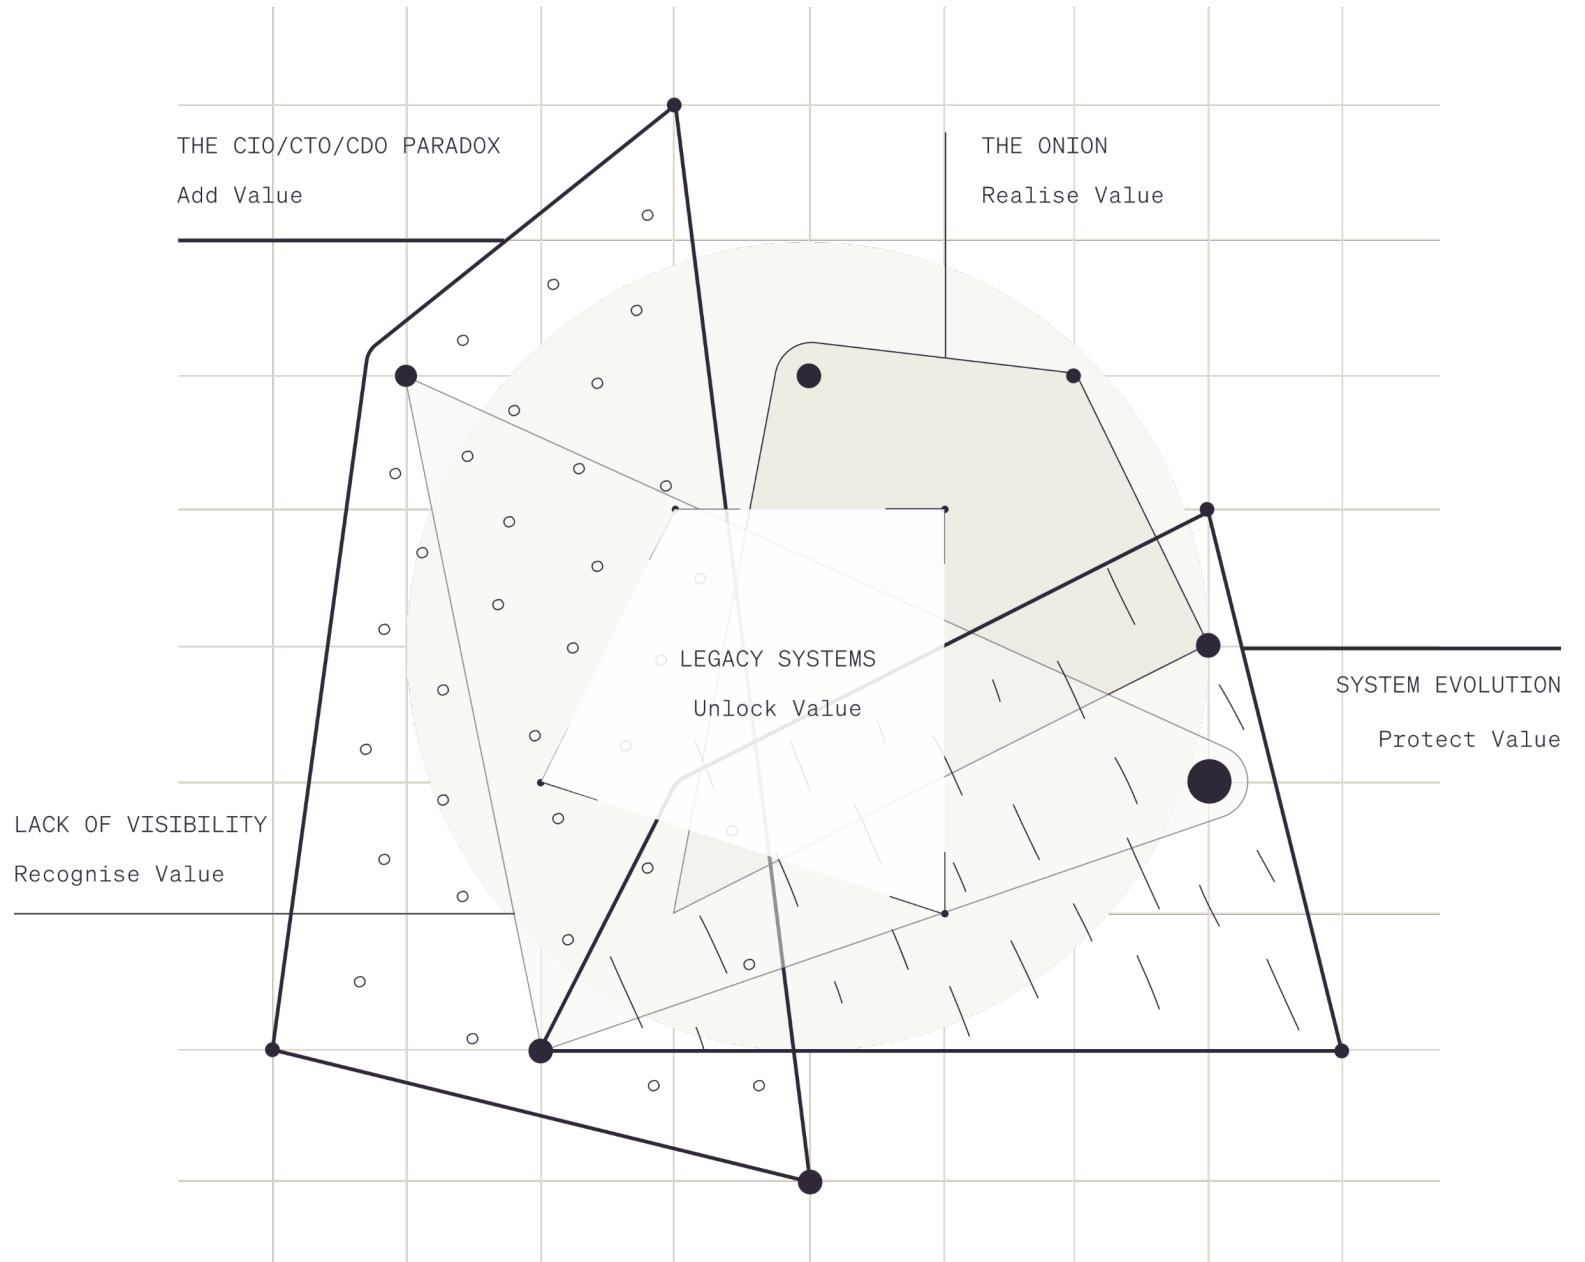 THE CIO/CTO/CDO PARADOX
Add Value
THE ONION
Realise Value
LEGACY SYSTEMS
Unlock Value
SYSTEM EVOLUTION
Protect Value
LACK OF VISIBILITY
Recognise Value